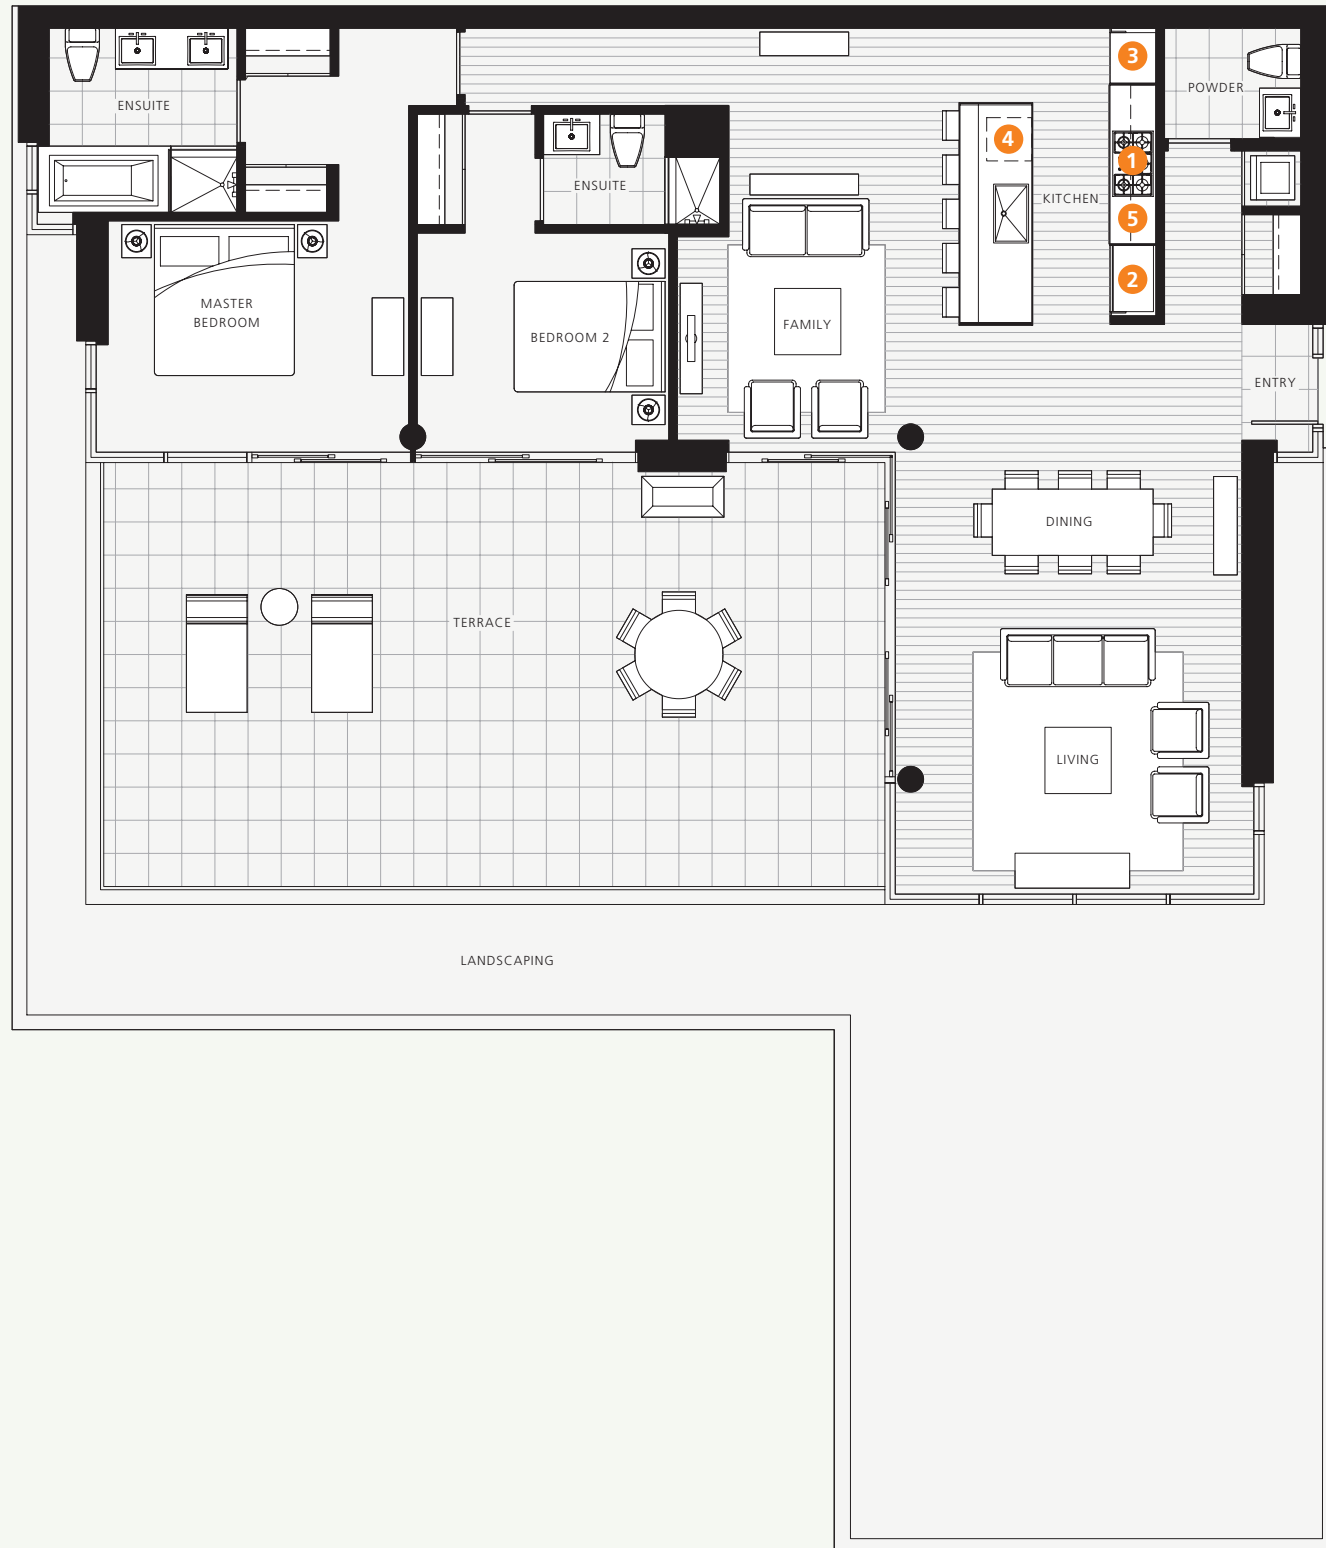 3
ENSUITE
POWDER
4
1
ENSUITE
KITCHEN
5
2
MASTER
BEDROOM
FAMILY
BEDROOM 2
ENTRY
DINING
TERRACE
LIVING
LANDSCAPING